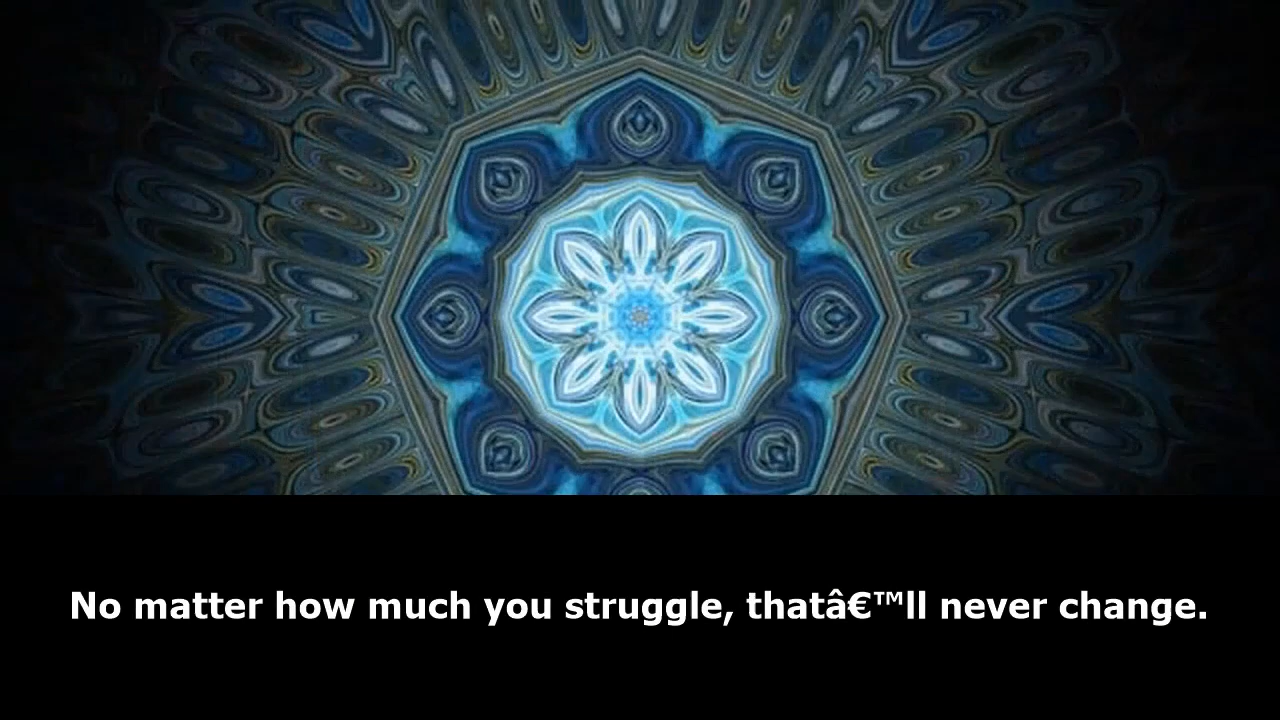 No matter how much you struggle, thatâ€™ll never change.